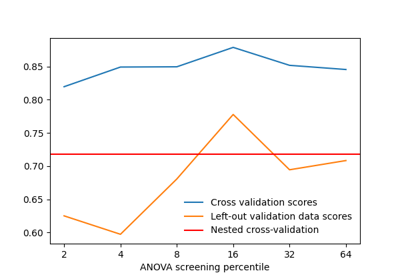 0.85
0.80
0.75
0.70
0.65
0.60
Cross validation scores
Left-out validation data scores
Nested cross-validation
2 4 8 16 32 64
ANOVA screening percentile